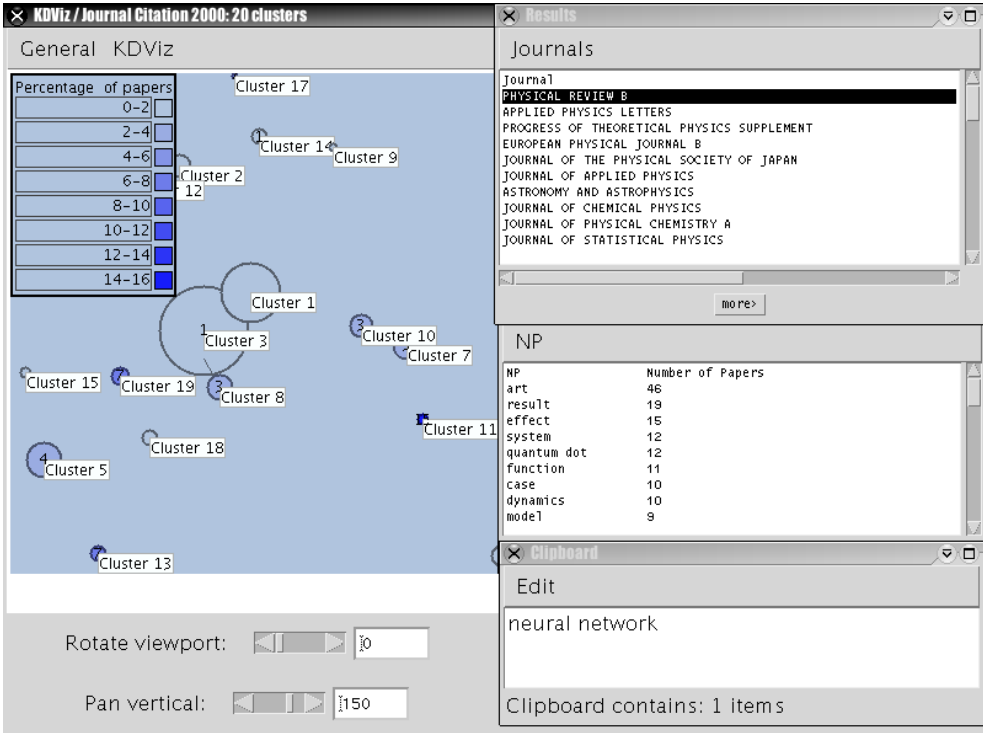 KDViz / Journal Citation 2000: 20 clusters
General KDViz
Percentage of papers
0-2
2-4
4-6
6-8
8-10
10-12
12-14
14-16
Cluster 17
1
Cluster 14
Cluster 9
Cluster 2
12
Cluster 1
1
Cluster 3
3
Cluster 10
Cluster 7
Cluster 15
7
Cluster 19
3
Cluster 8
Cluster 11
Cluster 18
4
Cluster 5
7
Cluster 13
Rotate viewport:
0
Pan vertical:
150
Results
Journals
Journal
PHYSICAL REVIEW B
APPLIED PHYSICS LETTERS
PROGRESS OF THEORETICAL PHYSICS SUPPLEMENT
EUROPEAN PHYSICAL JOURNAL B
JOURNAL OF THE PHYSICAL SOCIETY OF JAPAN
JOURNAL OF APPLIED PHYSICS
ASTRONOMY AND ASTROPHYSICS
JOURNAL OF CHEMICAL PHYSICS
JOURNAL OF PHYSICAL CHEMISTRY A
JOURNAL OF STATISTICAL PHYSICS
more>
NP
NP Number of Papers
art 46
result 19
effect 15
system 12
quantum dot 12
function 11
case 10
dynamics 10
model 9
Clipboard
Edit
neural network
Clipboard contains: 1 items